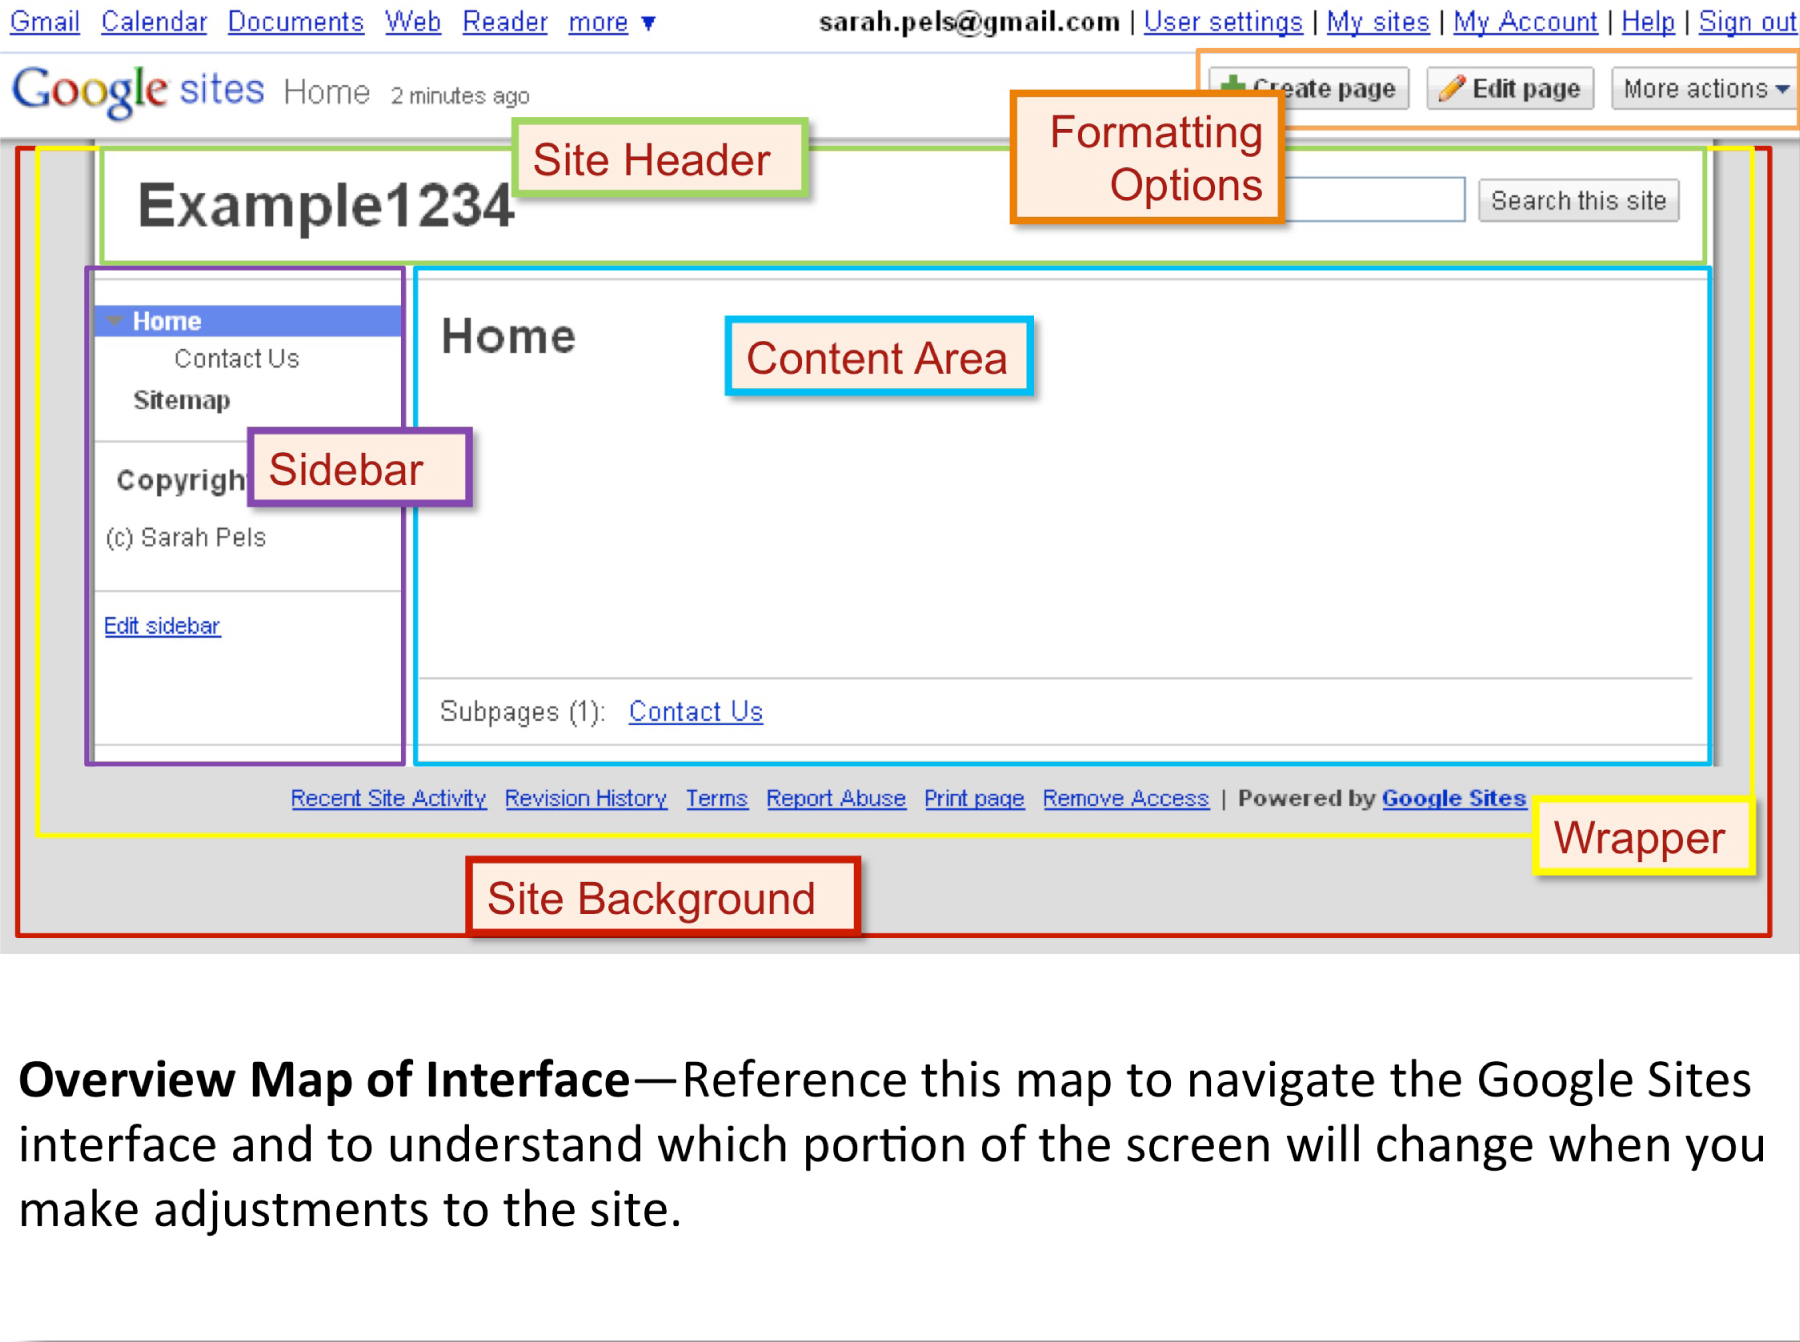 Gmail Calendar Documents Web Reader more ▼ sarah.pels@gmail.com | User settings | My sites | My Account | Help | Sign out
Google sites Home 2 minutes ago Create page Edit page More actions
Site Header
Formatting
Options
Example1234
Search this site
Home
Contact Us
Sitemap
Sidebar
Copyrigh
(c) Sarah Pels
Edit sidebar
Home
Content Area
Subpages (1): Contact Us
Recent Site Activity Revision History Terms Report Abuse Print page Remove Access | Powered by Google Sites
Wrapper
Site Background
Overview Map of Interface—Reference this map to navigate the Google Sites
interface and to understand which portion of the screen will change when you
make adjustments to the site.